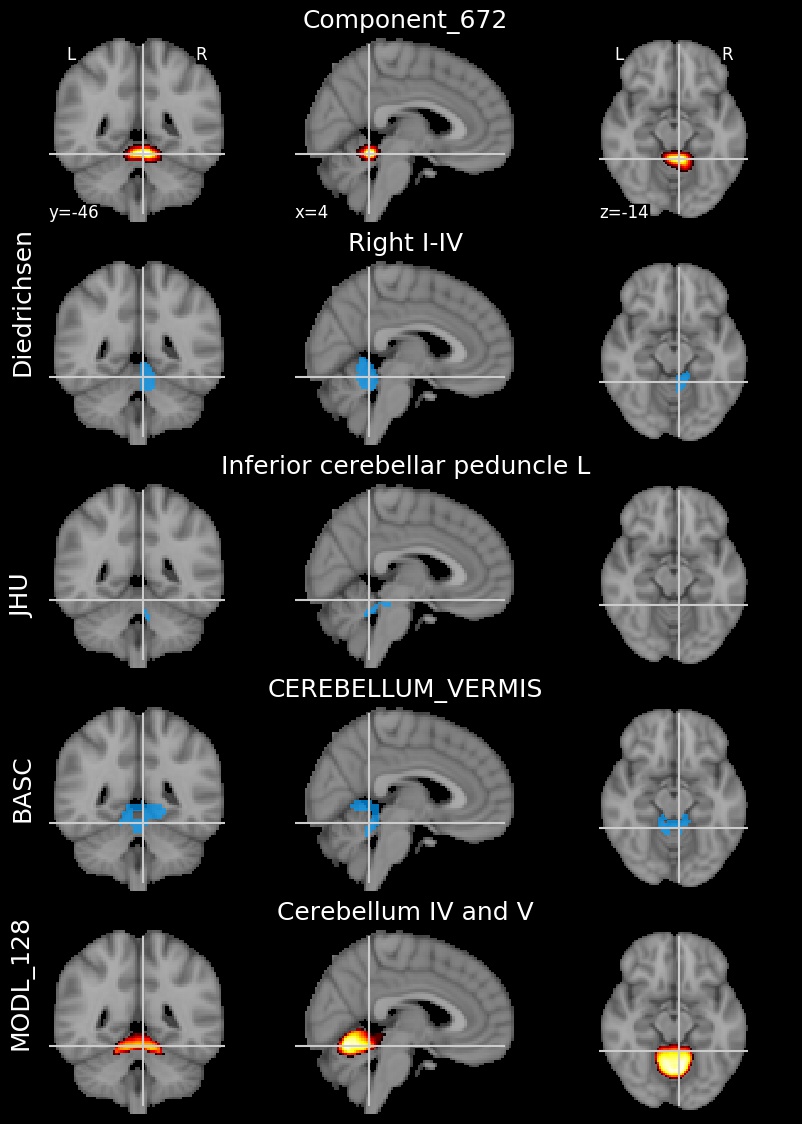 Component_672
L R
L R
y=-46
x=4
z=-14
Diedrichsen
Right I-IV
JHU
Inferior cerebellar peduncle L
BASC
CEREBELLUM_VERMIS
MODL_128
Cerebellum IV and V